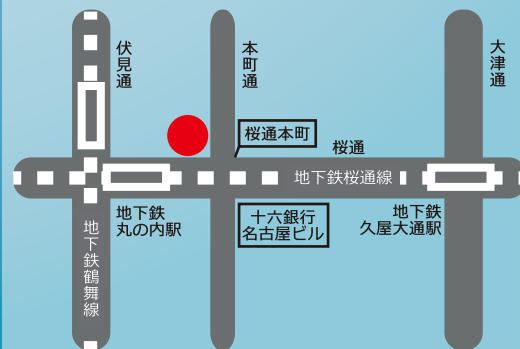 伏見通
本町通
大津通
桜通本町
桜通
地下鉄桜通線
地下鉄
丸の内駅
十六銀行
名古屋ビル
地下鉄
久屋大通駅
地下鉄鶴舞線